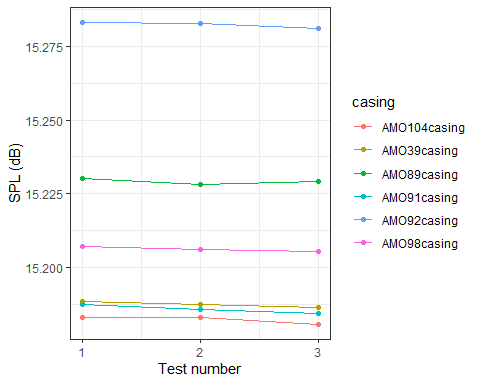 SPL (dB)
15.275
15.250
15.225
15.200
1
2
3
Test number
casing
AMO104casing
AMO39casing
AMO89casing
AMO91casing
AMO92casing
AMO98casing